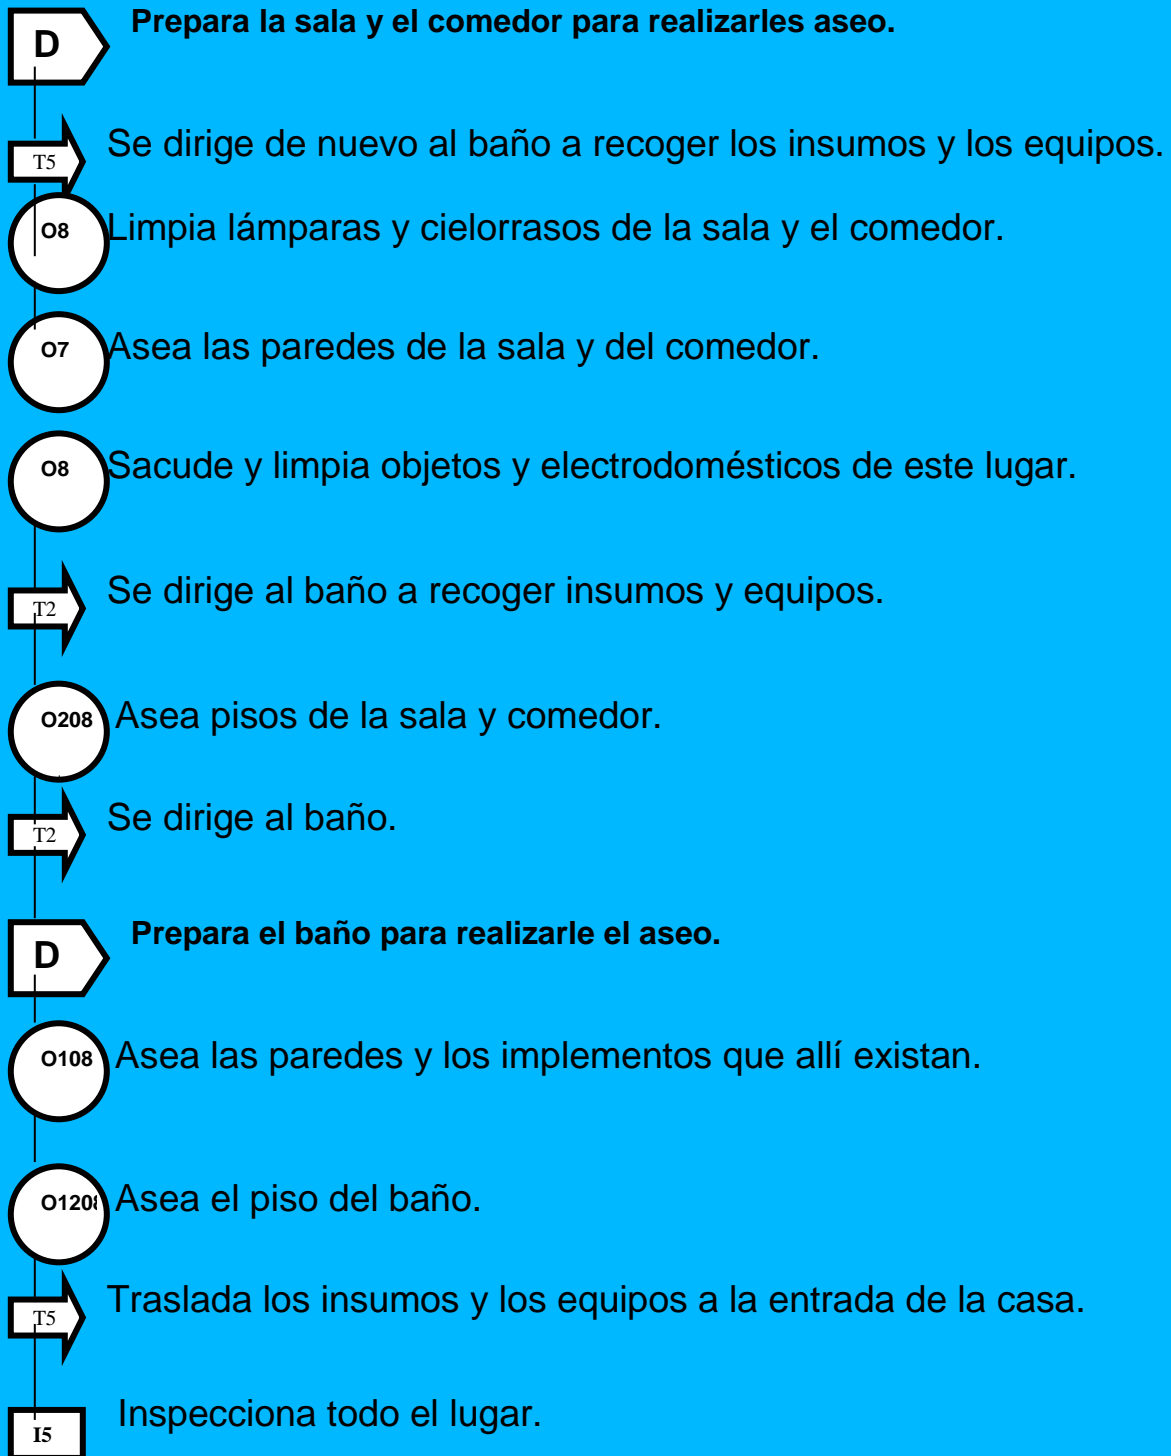 D Prepara la sala y el comedor para realizarles aseo.
T5 Se dirige de nuevo al baño a recoger los insumos y los equipos.
O8 Limpia lámparas y cielorrasos de la sala y el comedor.
O7 Asea las paredes de la sala y del comedor.
O8 Sacude y limpia objetos y electrodomésticos de este lugar.
T2 Se dirige al baño a recoger insumos y equipos.
O208 Asea pisos de la sala y comedor.
T2 Se dirige al baño.
D Prepara el baño para realizarle el aseo.
O108 Asea las paredes y los implementos que allí existan.
O1208 Asea el piso del baño.
T5 Traslada los insumos y los equipos a la entrada de la casa.
I5 Inspecciona todo el lugar.